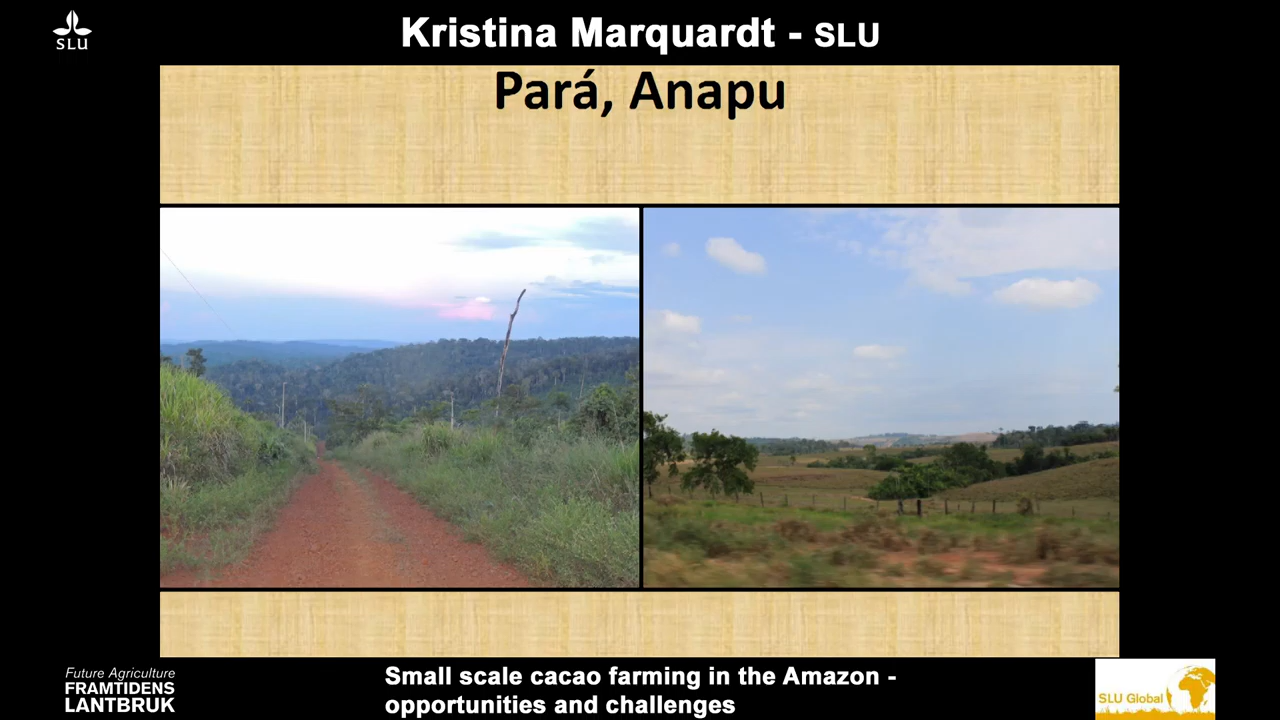 SLU
Kristina Marquardt - SLU
Pará, Anapu
Future Agriculture
FRAMTIDENS
LANTBRUK
Small scale cacao farming in the Amazon -
opportunities and challenges
SLU Global